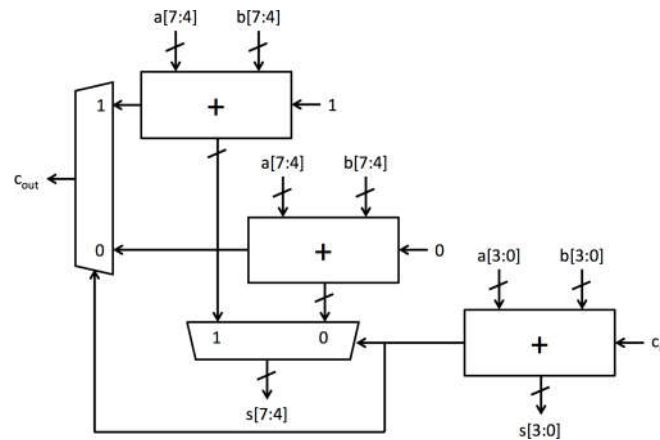 a[7:4] b[7:4]
1 + 1
a[7:4] b[7:4]
c_out
0 + 0
a[3:0] b[3:0]
1 0 + c
s[7:4] s[3:0]